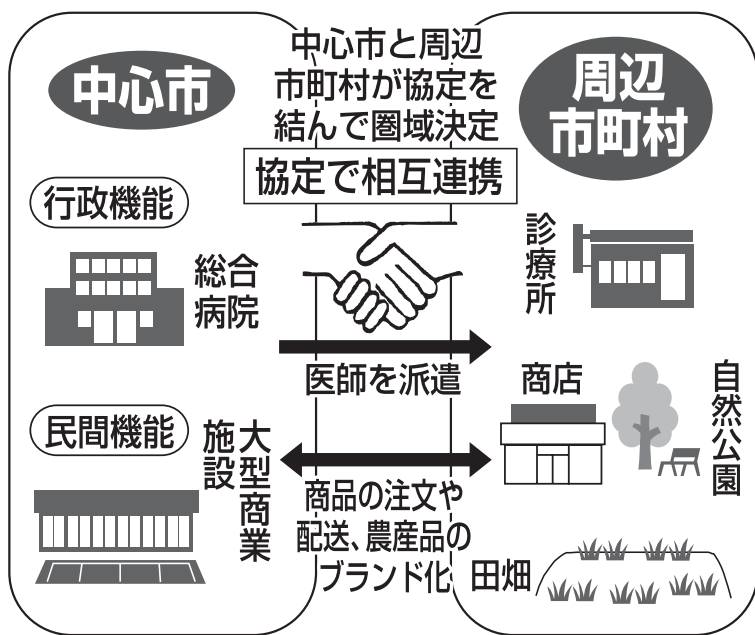 中心市
中心市と周辺
市町村が協定を
結んで圏域決定
協定で相互連携
周辺
市町村
行政機能
総合
病院
診療所
医師を派遣
民間機能
大型商業
施設
商店
自然公園
商品の注文や
配送、農産品の
ブランド化
田畑